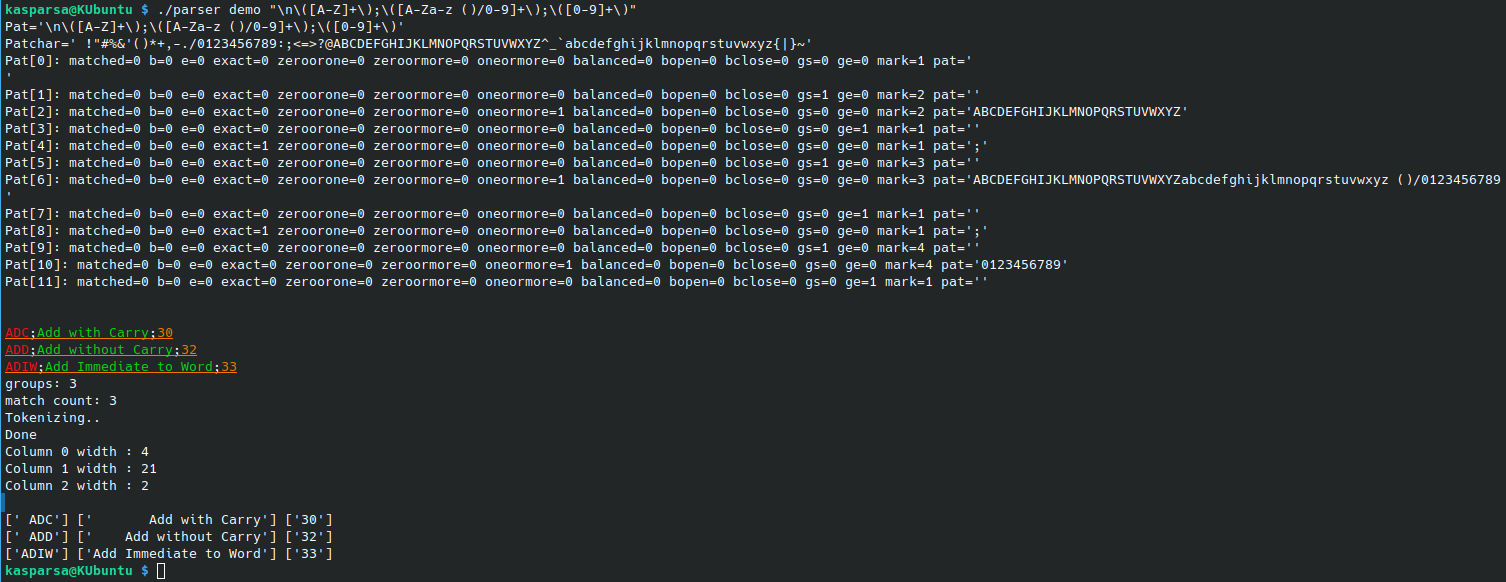 kasparsa@KUbuntu $ ./parser demo "\n\([A-Z]+\);\([A-Za-z ()/0-9]+\);\([0-9]+\)"
Pat='\n\([A-Z]+\);\([A-Za-z ()/0-9]+\);\([0-9]+\)'
Patchar=' !"#%&'()*+,-./0123456789:;<=>?@ABCDEFGHIJKLMNOPQRSTUVWXYZ^_`abcdefghijklmnopqrstuvwxyz{|}~'
Pat[0]: matched=0 b=0 e=0 exact=0 zeroorone=0 zeroormore=0 oneormore=0 balanced=0 bopen=0 bclose=0 gs=0 ge=0 mark=1 pat='
'
Pat[1]: matched=0 b=0 e=0 exact=0 zeroorone=0 zeroormore=0 oneormore=0 balanced=0 bopen=0 bclose=0 gs=1 ge=0 mark=2 pat=''
Pat[2]: matched=0 b=0 e=0 exact=0 zeroorone=0 zeroormore=0 oneormore=1 balanced=0 bopen=0 bclose=0 gs=0 ge=0 mark=2 pat='ABCDEFGHIJKLMNOPQRSTUVWXYZ'
Pat[3]: matched=0 b=0 e=0 exact=0 zeroorone=0 zeroormore=0 oneormore=0 balanced=0 bopen=0 bclose=0 gs=0 ge=1 mark=1 pat=''
Pat[4]: matched=0 b=0 e=0 exact=1 zeroorone=0 zeroormore=0 oneormore=0 balanced=0 bopen=0 bclose=0 gs=0 ge=0 mark=1 pat=';'
Pat[5]: matched=0 b=0 e=0 exact=0 zeroorone=0 zeroormore=0 oneormore=0 balanced=0 bopen=0 bclose=0 gs=1 ge=0 mark=3 pat=''
Pat[6]: matched=0 b=0 e=0 exact=0 zeroorone=0 zeroormore=0 oneormore=1 balanced=0 bopen=0 bclose=0 gs=0 ge=0 mark=3 pat='ABCDEFGHIJKLMNOPQRSTUVWXYZabcdefghijklmnopqrstuvwxyz ()/0123456789
'
Pat[7]: matched=0 b=0 e=0 exact=0 zeroorone=0 zeroormore=0 oneormore=0 balanced=0 bopen=0 bclose=0 gs=0 ge=1 mark=1 pat=''
Pat[8]: matched=0 b=0 e=0 exact=1 zeroorone=0 zeroormore=0 oneormore=0 balanced=0 bopen=0 bclose=0 gs=0 ge=0 mark=1 pat=';'
Pat[9]: matched=0 b=0 e=0 exact=0 zeroorone=0 zeroormore=0 oneormore=0 balanced=0 bopen=0 bclose=0 gs=1 ge=0 mark=4 pat=''
Pat[10]: matched=0 b=0 e=0 exact=0 zeroorone=0 zeroormore=0 oneormore=1 balanced=0 bopen=0 bclose=0 gs=0 ge=0 mark=4 pat='0123456789'
Pat[11]: matched=0 b=0 e=0 exact=0 zeroorone=0 zeroormore=0 oneormore=0 balanced=0 bopen=0 bclose=0 gs=0 ge=1 mark=1 pat=''
ADC;Add with Carry;30
ADD;Add without Carry;32
ADIW;Add Immediate to Word;33
groups: 3
match count: 3
Tokenizing..
Done
Column 0 width : 4
Column 1 width : 21
Column 2 width : 2
[' ADC'] ['       Add with Carry'] ['30']
[' ADD'] ['    Add without Carry'] ['32']
['ADIW'] ['Add Immediate to Word'] ['33']
kasparsa@KUbuntu $